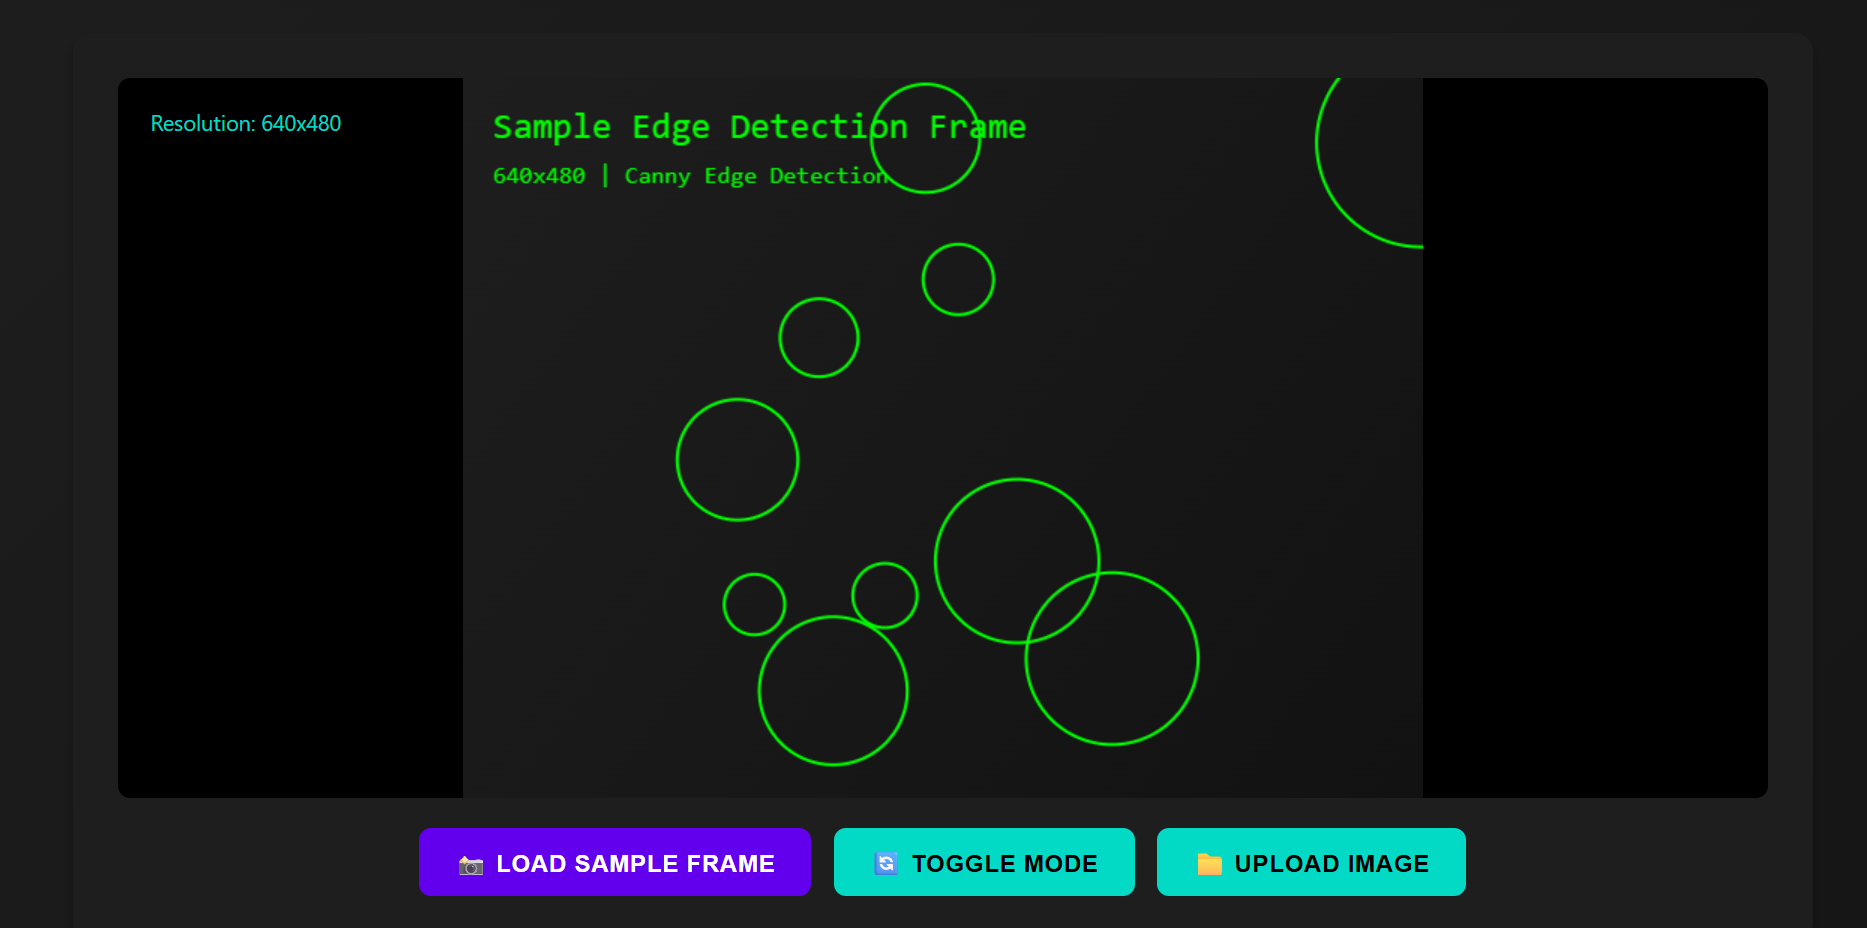 Resolution: 640x480
Sample Edge Detection Frame
640x480 | Canny Edge Detection
📷 LOAD SAMPLE FRAME
🔄 TOGGLE MODE
📁 UPLOAD IMAGE